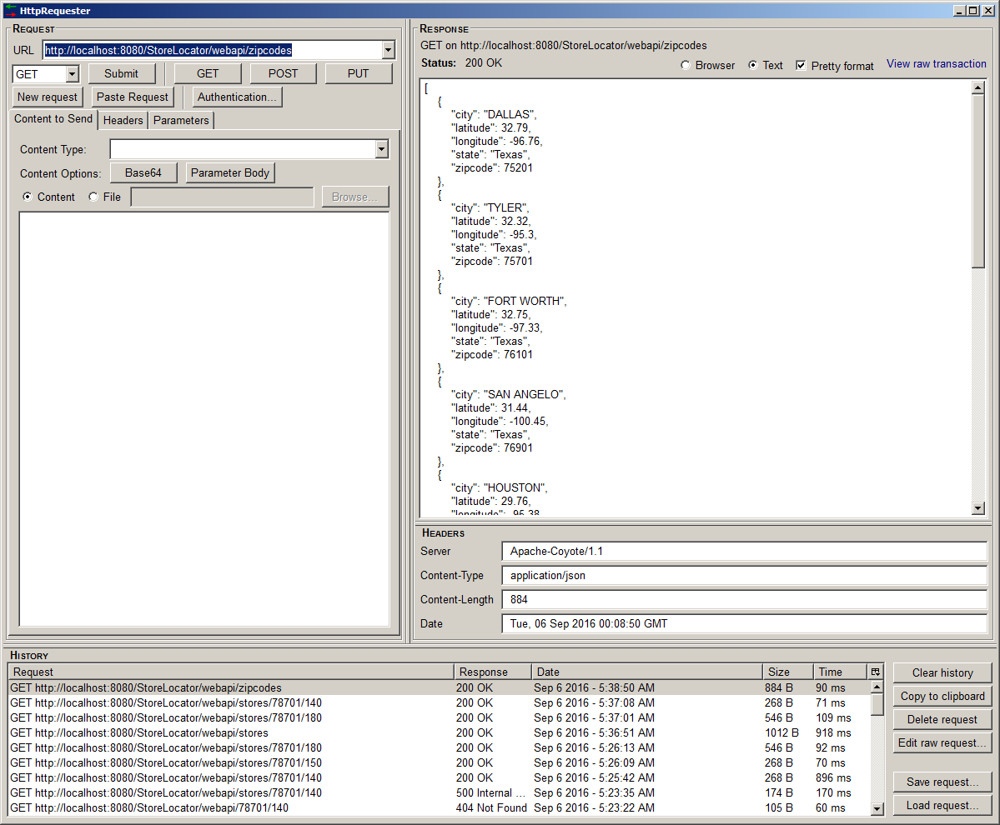 HttpRequester
REQUEST
URL http://localhost:8080/StoreLocator/webapi/zipcodes
GET Submit GET POST PUT
New request Paste Request Authentication...
Content to Send Headers Parameters
Content Type:
Content Options: Base64 Parameter Body
Content File Browse...
RESPONSE
GET on http://localhost:8080/StoreLocator/webapi/zipcodes
Status: 200 OK Browser Text Pretty format View raw transaction
[
{
"city": "DALLAS",
"latitude": 32.79,
"longitude": -96.76,
"state": "Texas",
"zipcode": 75201
},
{
"city": "TYLER",
"latitude": 32.32,
"longitude": -95.3,
"state": "Texas",
"zipcode": 75701
},
{
"city": "FORT WORTH",
"latitude": 32.75,
"longitude": -97.33,
"state": "Texas",
"zipcode": 76101
},
{
"city": "SAN ANGELO",
"latitude": 31.44,
"longitude": -100.45,
"state": "Texas",
"zipcode": 76901
},
{
"city": "HOUSTON",
"latitude": 29.76,
"longitude": -95.38
HEADERS
Server Apache-Coyote/1.1
Content-Type application/json
Content-Length 884
Date Tue, 06 Sep 2016 00:08:50 GMT
HISTORY
Request Response Date Size Time
GET http://localhost:8080/StoreLocator/webapi/zipcodes 200 OK Sep 6 2016 - 5:38:50 AM 884 B 90 ms
GET http://localhost:8080/StoreLocator/webapi/stores/78701/140 200 OK Sep 6 2016 - 5:37:08 AM 268 B 71 ms
GET http://localhost:8080/StoreLocator/webapi/stores/78701/180 200 OK Sep 6 2016 - 5:37:01 AM 546 B 109 ms
GET http://localhost:8080/StoreLocator/webapi/stores 200 OK Sep 6 2016 - 5:36:51 AM 1012 B 918 ms
GET http://localhost:8080/StoreLocator/webapi/stores/78701/180 200 OK Sep 6 2016 - 5:26:13 AM 546 B 92 ms
GET http://localhost:8080/StoreLocator/webapi/stores/78701/150 200 OK Sep 6 2016 - 5:26:09 AM 268 B 70 ms
GET http://localhost:8080/StoreLocator/webapi/stores/78701/140 200 OK Sep 6 2016 - 5:25:42 AM 268 B 896 ms
GET http://localhost:8080/StoreLocator/webapi/stores/78701/140 500 Internal ... Sep 6 2016 - 5:23:35 AM 174 B 170 ms
GET http://localhost:8080/StoreLocator/webapi/78701/140 404 Not Found Sep 6 2016 - 5:23:22 AM 105 B 60 ms
Clear history
Copy to clipboard
Delete request
Edit raw request...
Save request...
Load request...